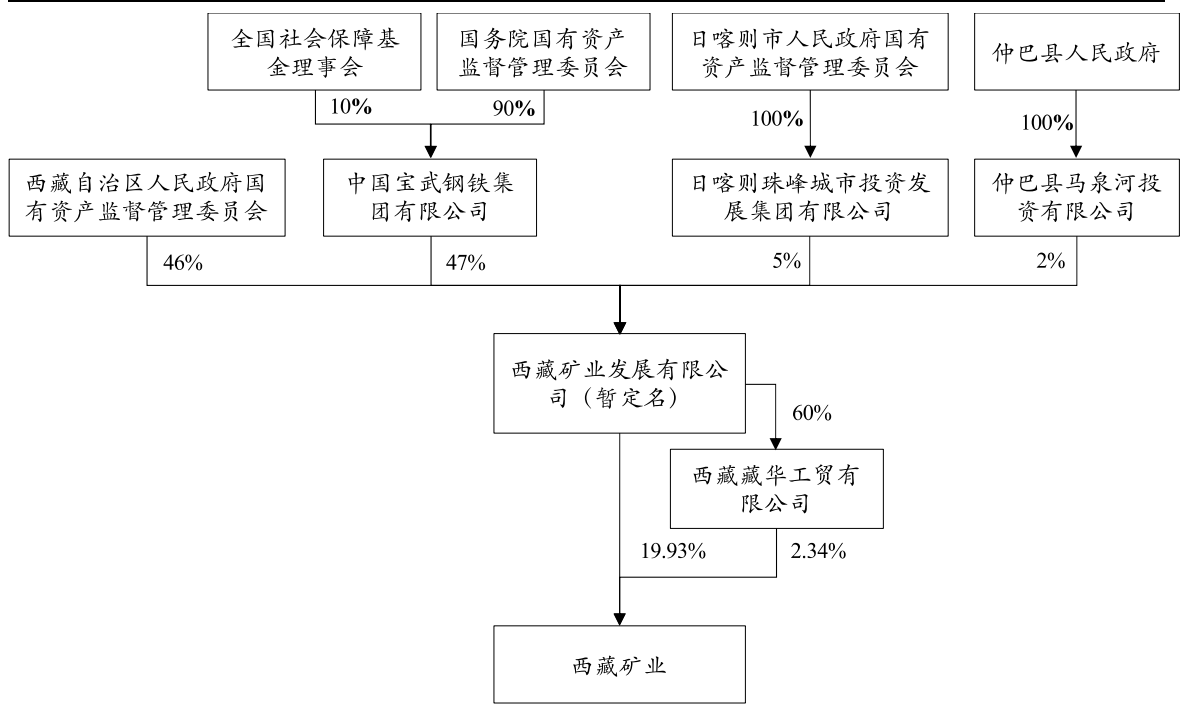 全国社会保障基
金理事会
国务院国有资产
监督管理委员会
日喀则市人民政府国有
资产监督管理委员会
仲巴县人民政府
10%
90%
100%
100%
西藏自治区人民政府国
有资产监督管理委员会
中国宝武钢铁集
团有限公司
日喀则珠峰城市投资发
展集团有限公司
仲巴县马泉河投
资有限公司
46%
47%
5%
2%
西藏矿业发展有限公
司（暂定名）
60%
西藏藏华工贸有
限公司
19.93%
2.34%
西藏矿业